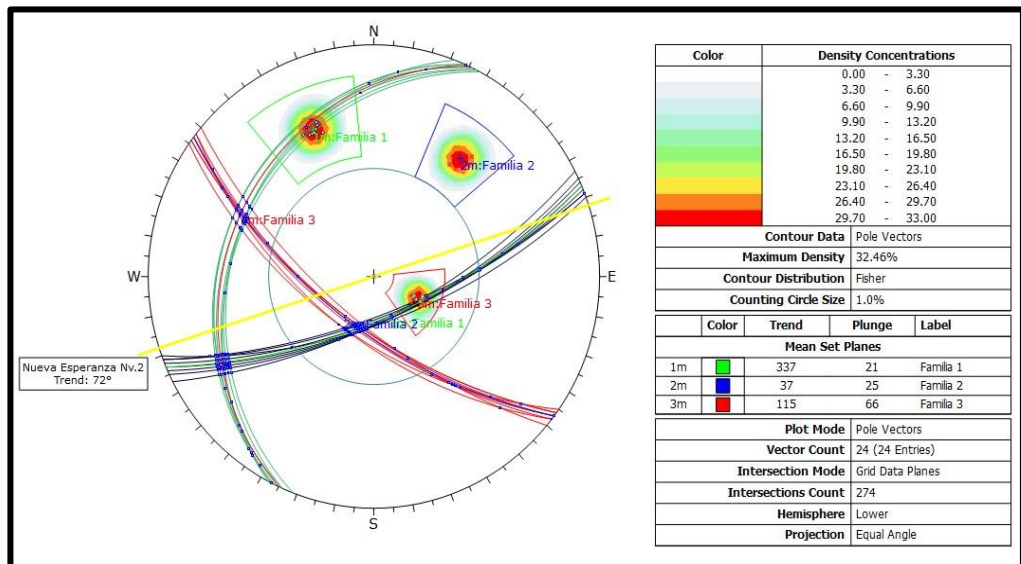 N
E
S
W
1m:Familia 1
2m:Familia 2
m:Familia 3
m:Familia 3
Familia 2
amilia 1
Nueva Esperanza Nv.2
Trend: 72°
Color Density Concentrations
0.00 - 3.30
3.30 - 6.60
6.60 - 9.90
9.90 - 13.20
13.20 - 16.50
16.50 - 19.80
19.80 - 23.10
23.10 - 26.40
26.40 - 29.70
29.70 - 33.00
Contour Data Pole Vectors
Maximum Density 32.46%
Contour Distribution Fisher
Counting Circle Size 1.0%
Color Trend Plunge Label
Mean Set Planes
1m 337 21 Familia 1
2m 37 25 Familia 2
3m 115 66 Familia 3
Plot Mode Pole Vectors
Vector Count 24 (24 Entries)
Intersection Mode Grid Data Planes
Intersections Count 274
Hemisphere Lower
Projection Equal Angle